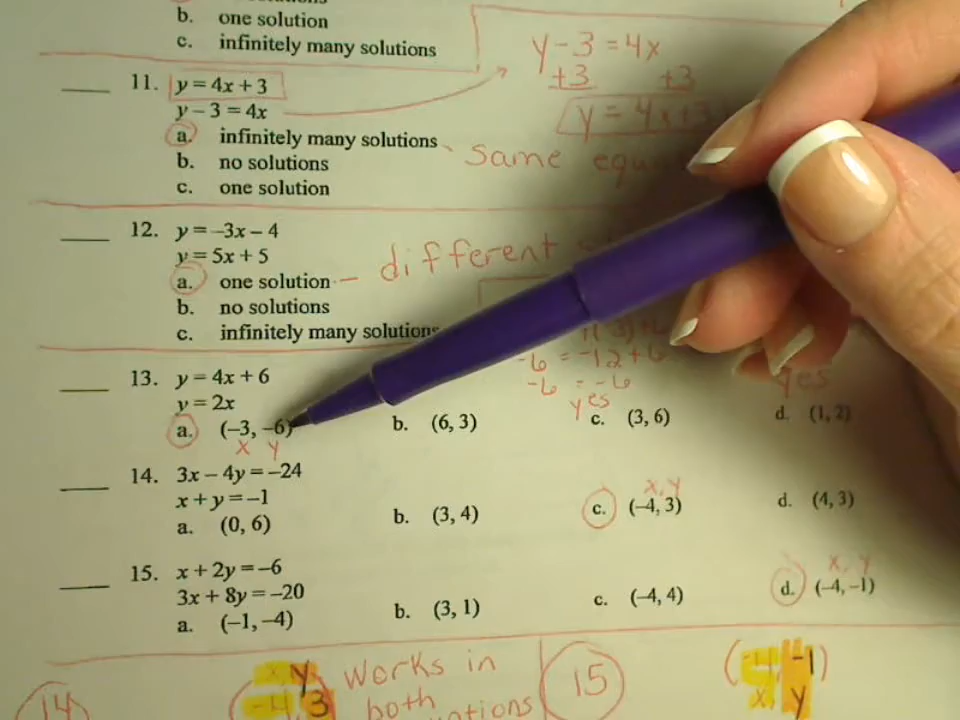 b. one solution
c. infinitely many solutions
y - 3 = 4x
+3 +3
y = 4x+3
11. y = 4x + 3
y - 3 = 4x
a. infinitely many solutions
b. no solutions
c. one solution
same
12. y = -3x - 4
y = 5x + 5
a. one solution - different
b. no solutions
c. infinitely many solutions
-6 = -12 + 6
-6 = -6
yes
yes
13. y = 4x + 6
y = 2x
a. (-3, -6) b. (6, 3) c. (3, 6) d. (1, 2)
x y
14. 3x - 4y = -24
x + y = -1
x, y
a. (0, 6) b. (3, 4) c. (-4, 3) d. (4, 3)
15. x + 2y = -6
3x + 8y = -20
x, y
a. (-1, -4) b. (3, 1) c. (-4, 4) d. (-4, -1)
14
x y
(-4, 3
works in
both
15
(-4, -1)
x, y